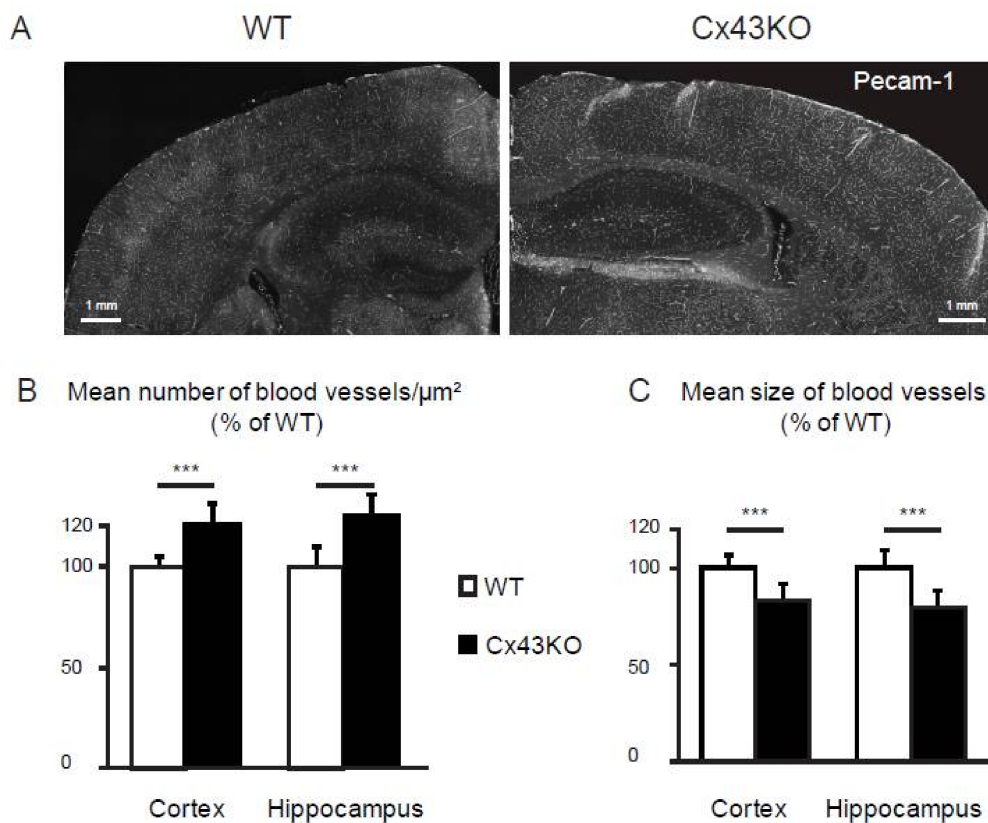 A
WT
Cx43KO
Pecam-1
1 mm
1 mm
B
Mean number of blood vessels/µm²
(% of WT)
C
Mean size of blood vessels
(% of WT)
***
***
120
100
50
0
Cortex
Hippocampus
WT
Cx43KO
***
***
120
100
50
0
Cortex
Hippocampus